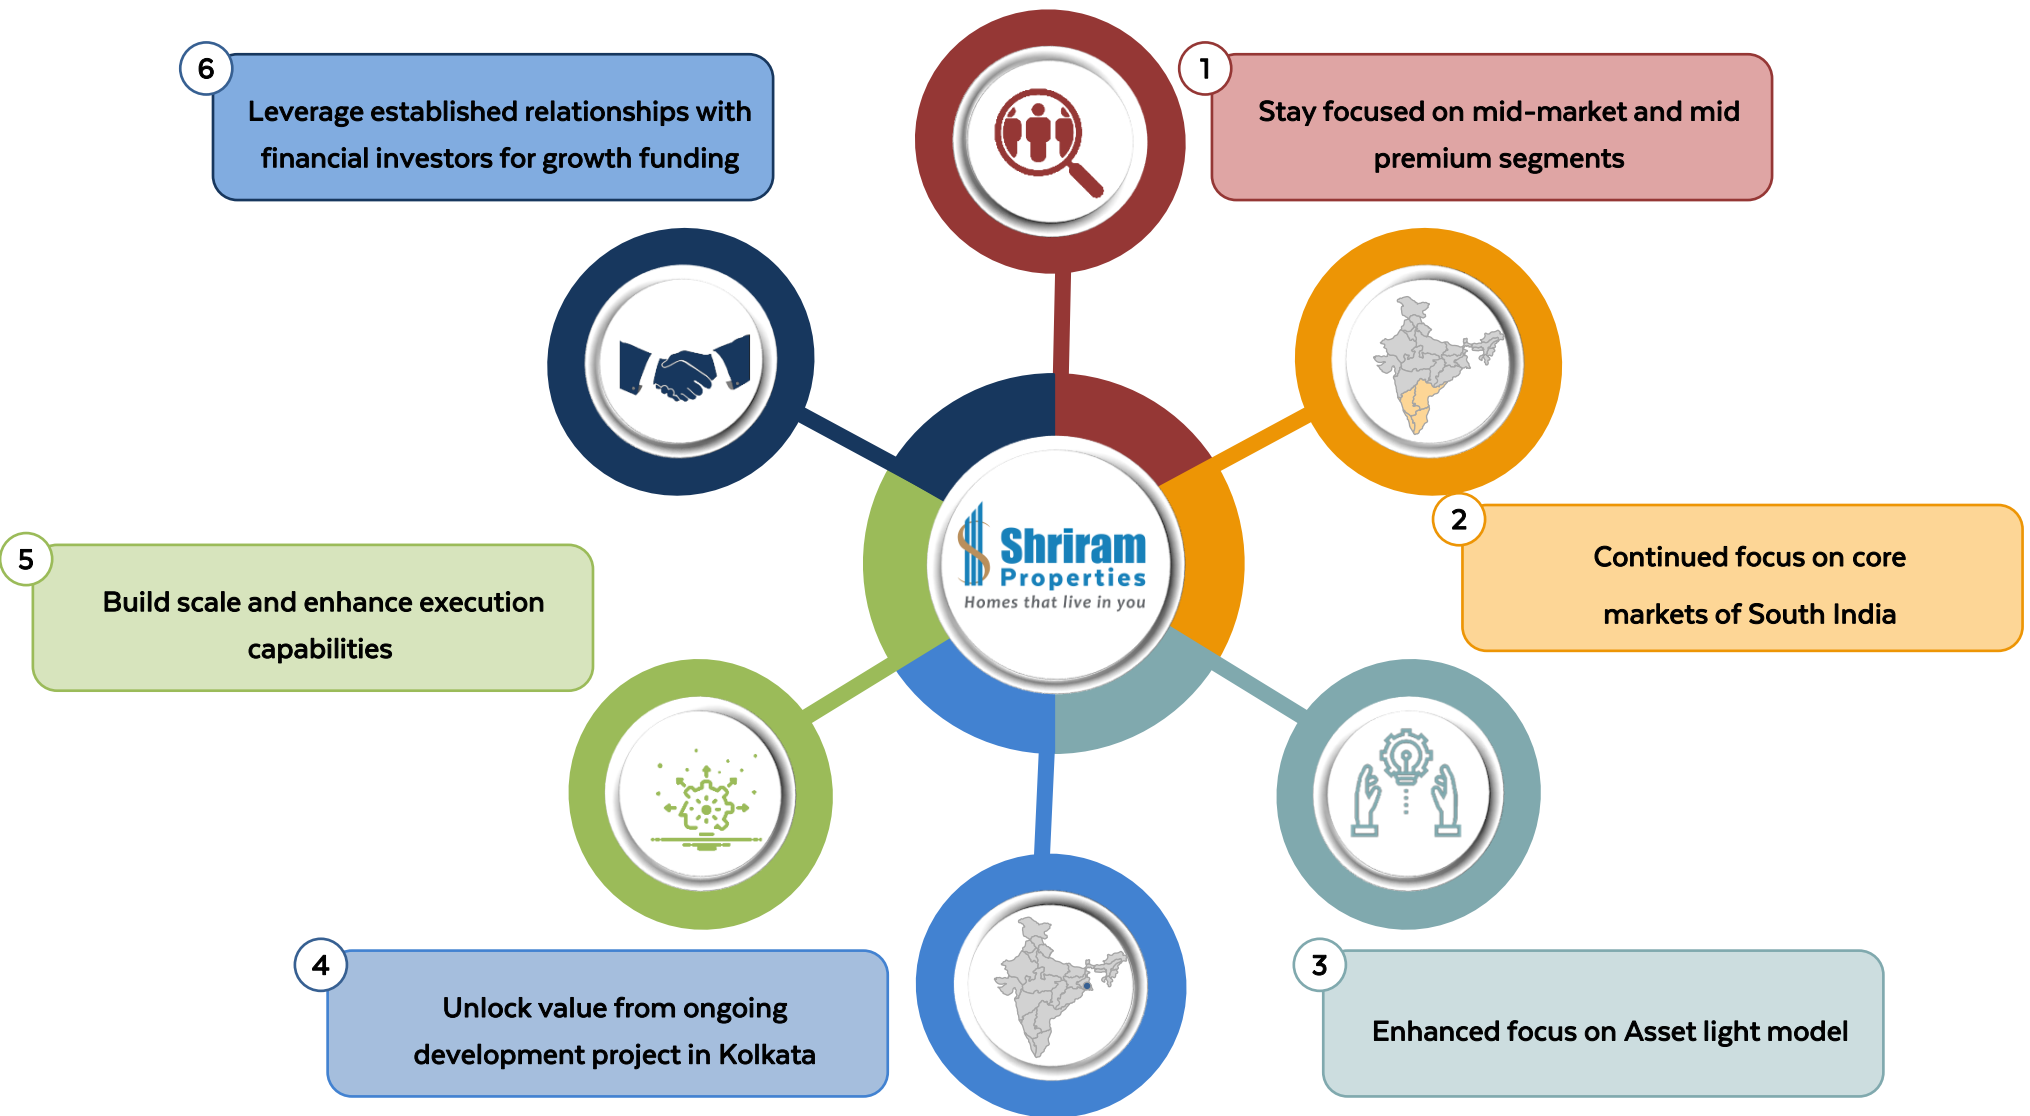 1
Stay focused on mid-market and mid
premium segments
2
Continued focus on core
markets of South India
3
Enhanced focus on Asset light model
4
Unlock value from ongoing
development project in Kolkata
5
Build scale and enhance execution
capabilities
6
Leverage established relationships with
financial investors for growth funding
Shriram
Properties
Homes that live in you